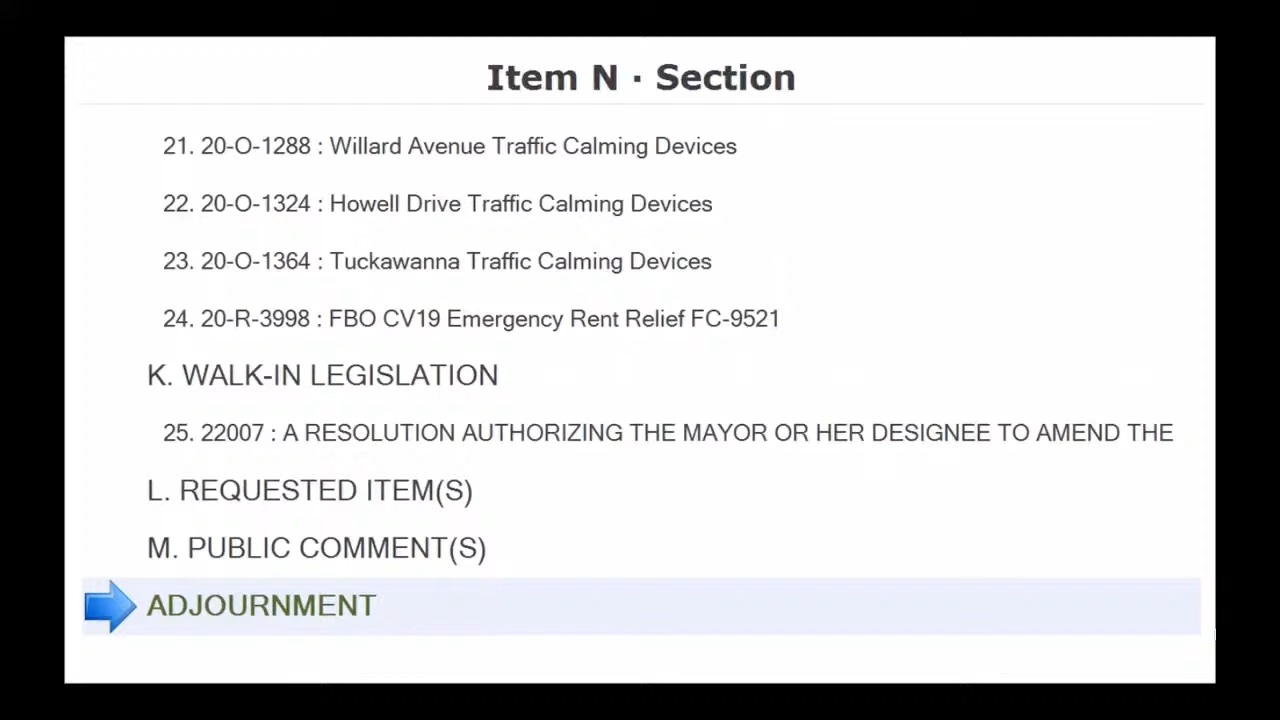 Item N · Section
21. 20-O-1288 : Willard Avenue Traffic Calming Devices
22. 20-O-1324 : Howell Drive Traffic Calming Devices
23. 20-O-1364 : Tuckawanna Traffic Calming Devices
24. 20-R-3998 : FBO CV19 Emergency Rent Relief FC-9521
K. WALK-IN LEGISLATION
25. 22007 : A RESOLUTION AUTHORIZING THE MAYOR OR HER DESIGNEE TO AMEND THE
L. REQUESTED ITEM(S)
M. PUBLIC COMMENT(S)
ADJOURNMENT